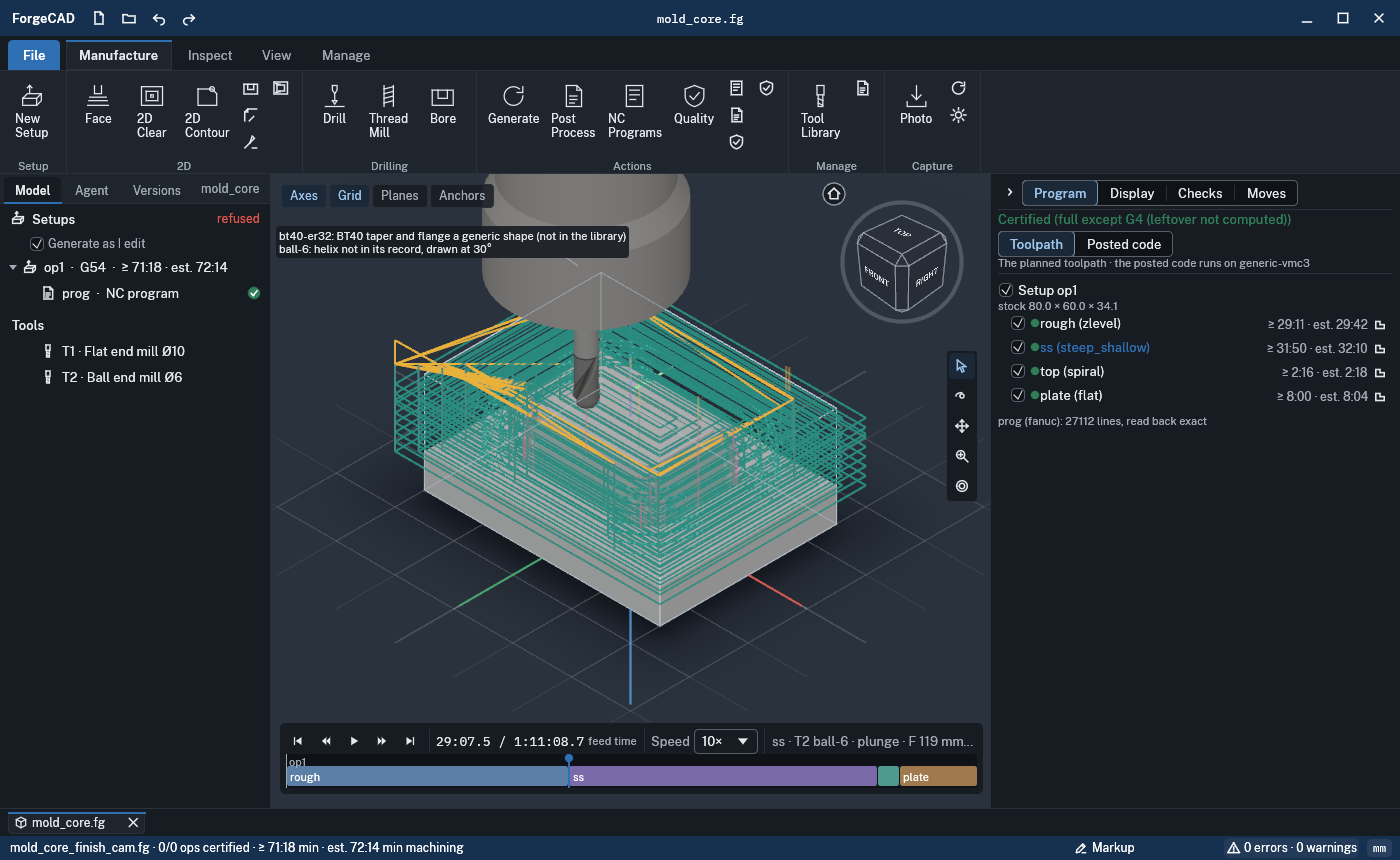 ForgeCAD
mold_core.fg
File
Manufacture
Inspect
View
Manage
New Setup
Face
2D Clear
2D Contour
Drill
Thread Mill
Bore
Generate
Post Process
NC Programs
Quality
Tool Library
Photo
Setup
2D
Drilling
Actions
Manage
Capture
Model
Agent
Versions
mold_core
Setups
refused
Generate as I edit
op1 · G54 · ≥ 71:18 · est. 72:14
prog · NC program
Tools
T1 · Flat end mill Ø10
T2 · Ball end mill Ø6
Axes
Grid
Planes
Anchors
bt40-er32: BT40 taper and flange a generic shape (not in the library)
ball-6: helix not in its record, drawn at 30°
TOP
FRONT
RIGHT
29:07.5 / 1:11:08.7 feed time
Speed
10×
ss · T2 ball-6 · plunge · F 119 mm...
op1
rough
ss
plate
Program
Display
Checks
Moves
Certified (full except G4 (leftover not computed))
Toolpath
Posted code
The planned toolpath · the posted code runs on generic-vmc3
Setup op1
stock 80.0 × 60.0 × 34.1
rough (zlevel)
≥ 29:11 · est. 29:42
ss (steep_shallow)
≥ 31:50 · est. 32:10
top (spiral)
≥ 2:16 · est. 2:18
plate (flat)
≥ 8:00 · est. 8:04
prog (fanuc): 27112 lines, read back exact
mold_core.fg
mold_core_finish_cam.fg · 0/0 ops certified · ≥ 71:18 min · est. 72:14 min machining
Markup
0 errors · 0 warnings
mm